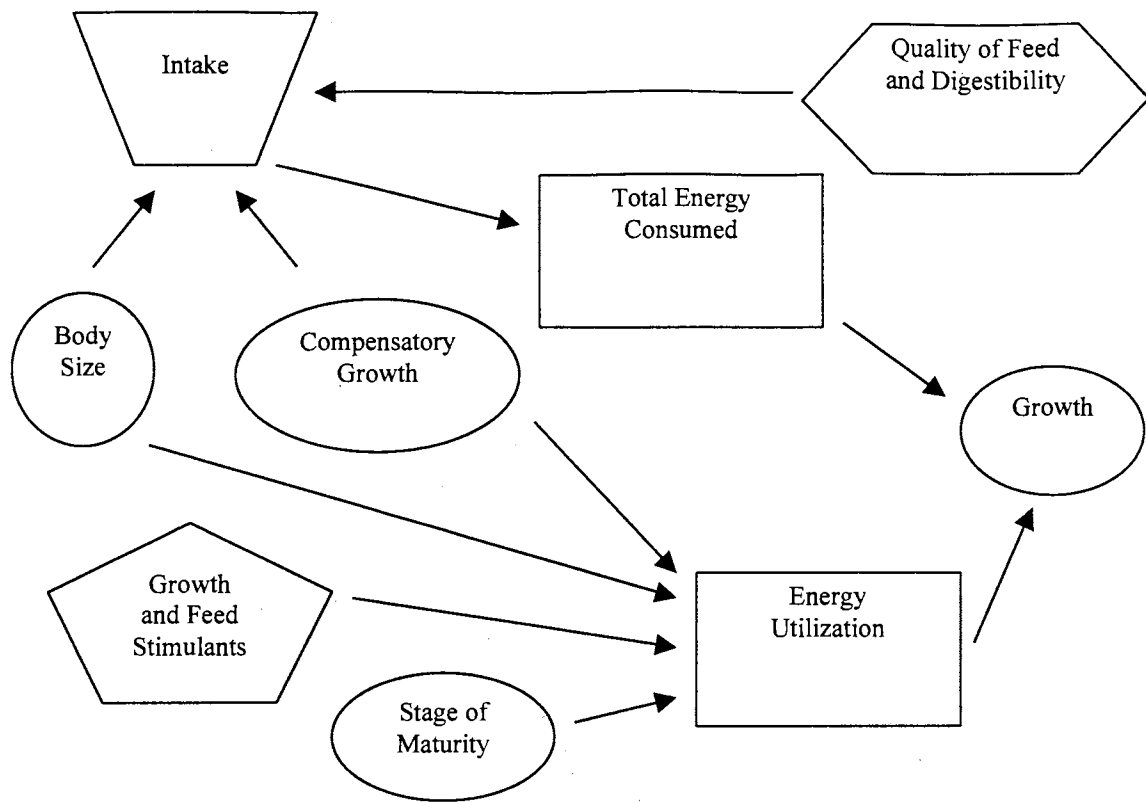 Intake
Quality of Feed
and Digestibility
Total Energy
Consumed
Body
Size
Compensatory
Growth
Growth
Growth
and Feed
Stimulants
Energy
Utilization
Stage of
Maturity